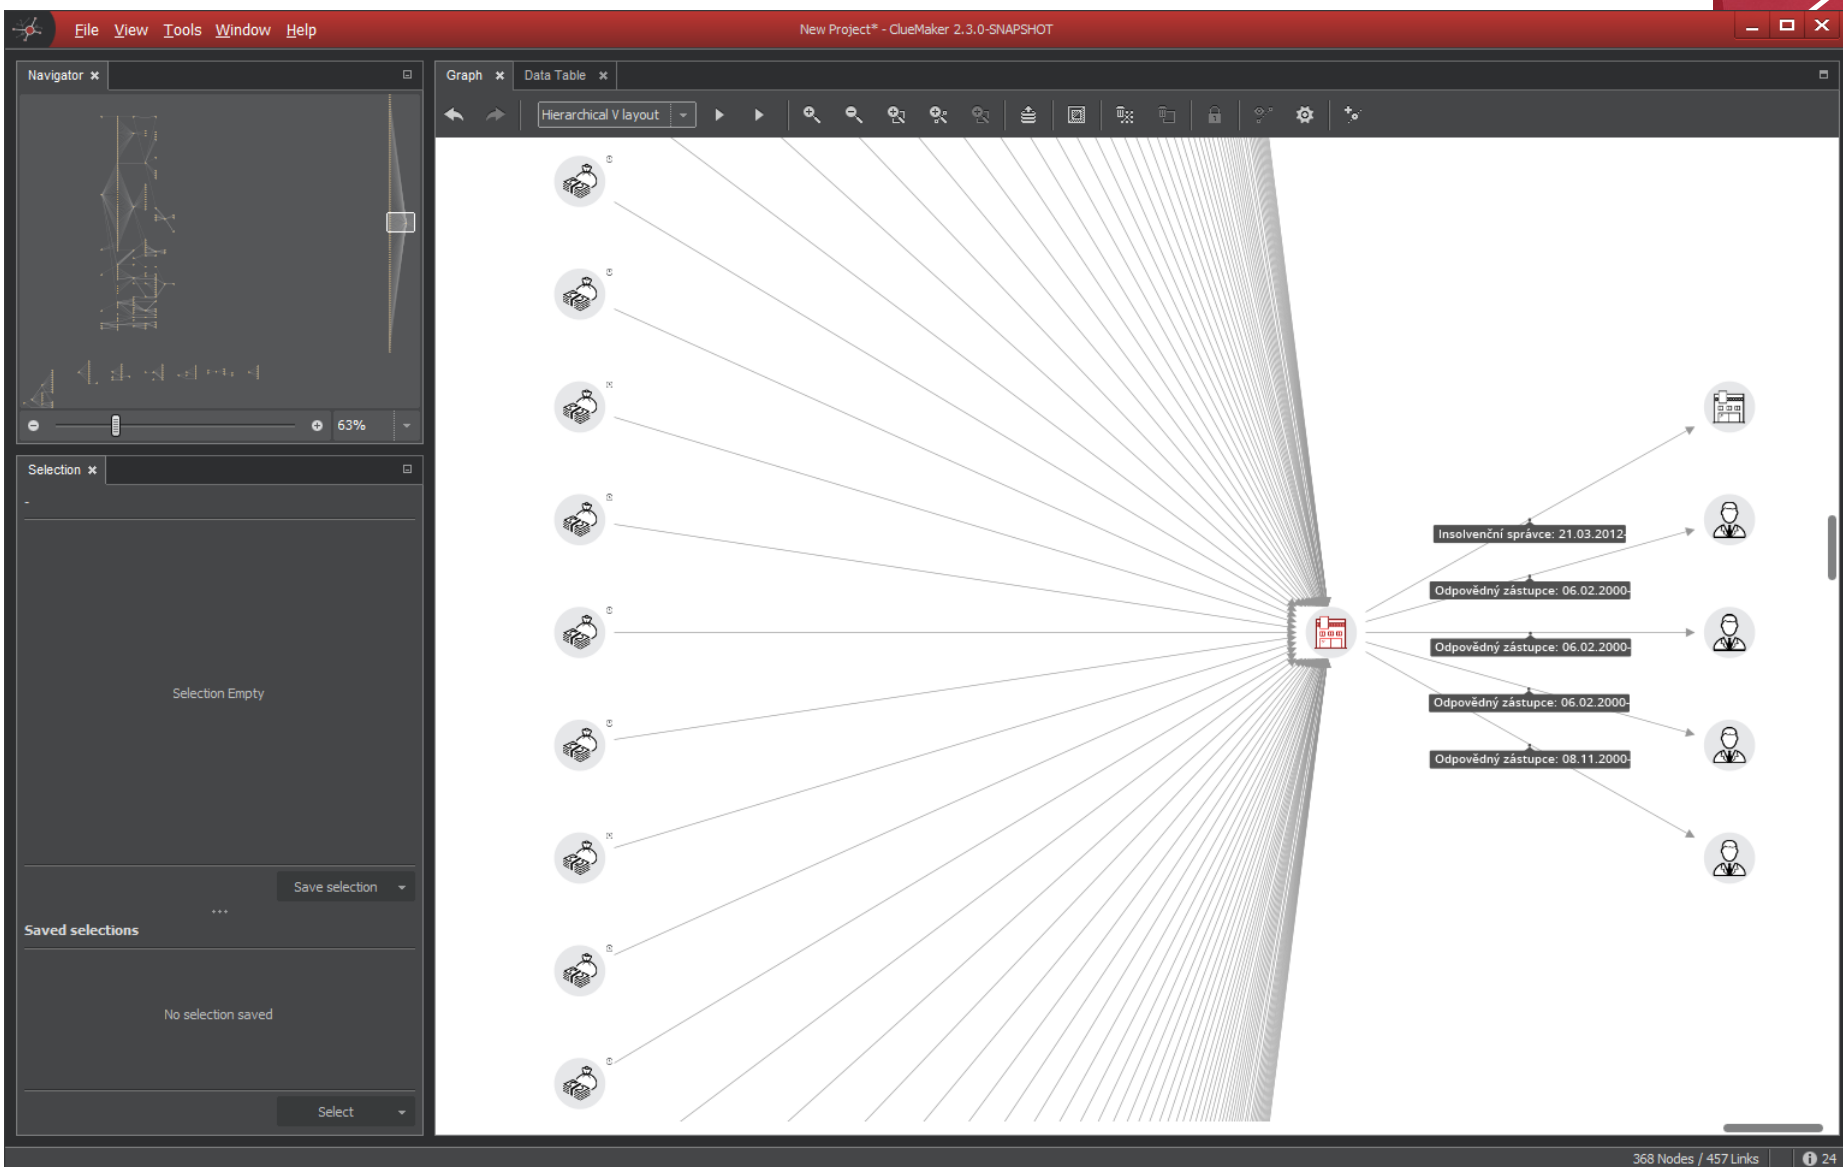 File View Tools Window Help
New Project* - ClueMaker 2.3.0-SNAPSHOT
Navigator
63%
Selection
-
Selection Empty
Save selection
...
Saved selections
No selection saved
Select
Graph
Data Table
Hierarchical V layout
Insolvenční správce: 21.03.2012-
Odpovědný zástupce: 06.02.2000-
Odpovědný zástupce: 06.02.2000-
Odpovědný zástupce: 06.02.2000-
Odpovědný zástupce: 08.11.2000-
368 Nodes / 457 Links
24